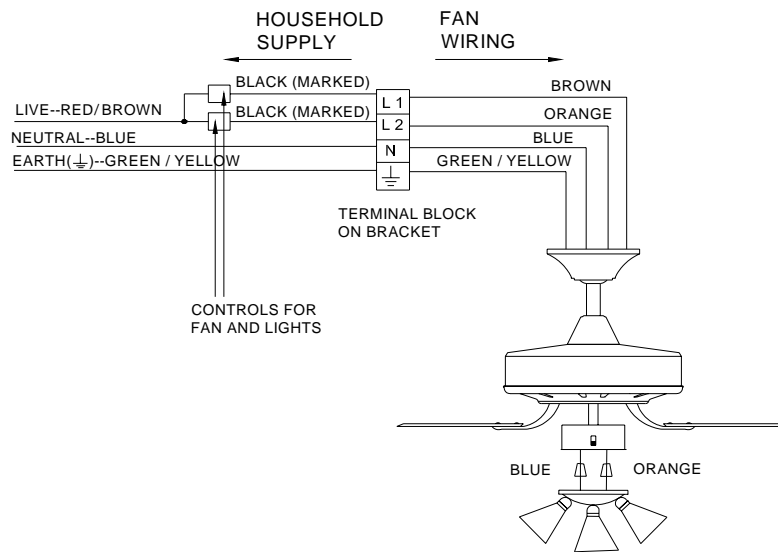 HOUSEHOLD
SUPPLY
FAN
WIRING
BLACK (MARKED)
BROWN
L 1
LIVE--RED/BROWN
BLACK (MARKED)
L 2
ORANGE
NEUTRAL--BLUE
N
BLUE
EARTH(⏚)--GREEN / YELLOW
⏚
GREEN / YELLOW
TERMINAL BLOCK
ON BRACKET
CONTROLS FOR
FAN AND LIGHTS
BLUE
ORANGE